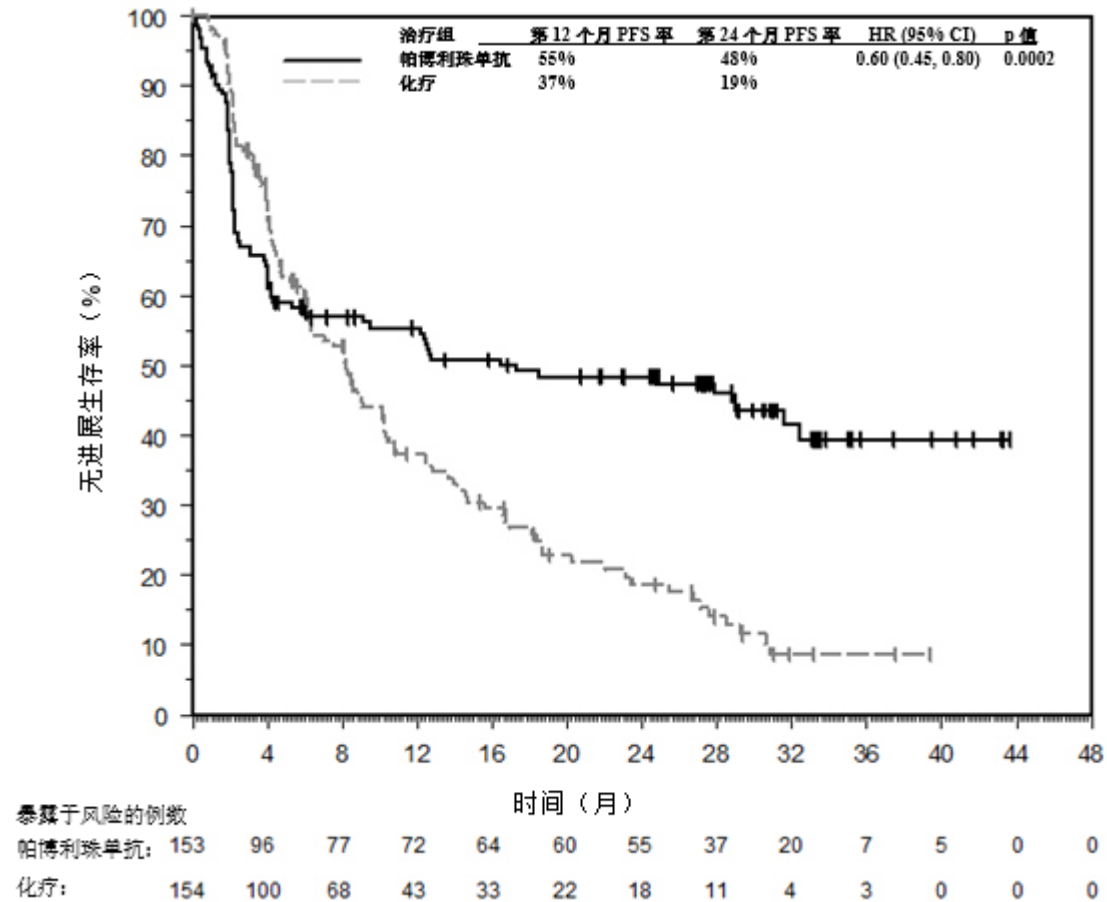 治疗组 第 12 个月 PFS 率 第 24 个月 PFS 率 HR (95% CI) p 值
帕博利珠单抗 55% 48% 0.60 (0.45, 0.80) 0.0002
化疗 37% 19%
100
90
80
70
60
50
40
30
20
10
0
无进展生存率（%）
0 4 8 12 16 20 24 28 32 36 40 44 48
时间（月）
暴露于风险的例数
帕博利珠单抗： 153 96 77 72 64 60 55 37 20 7 5 0 0
化疗： 154 100 68 43 33 22 18 11 4 3 0 0 0